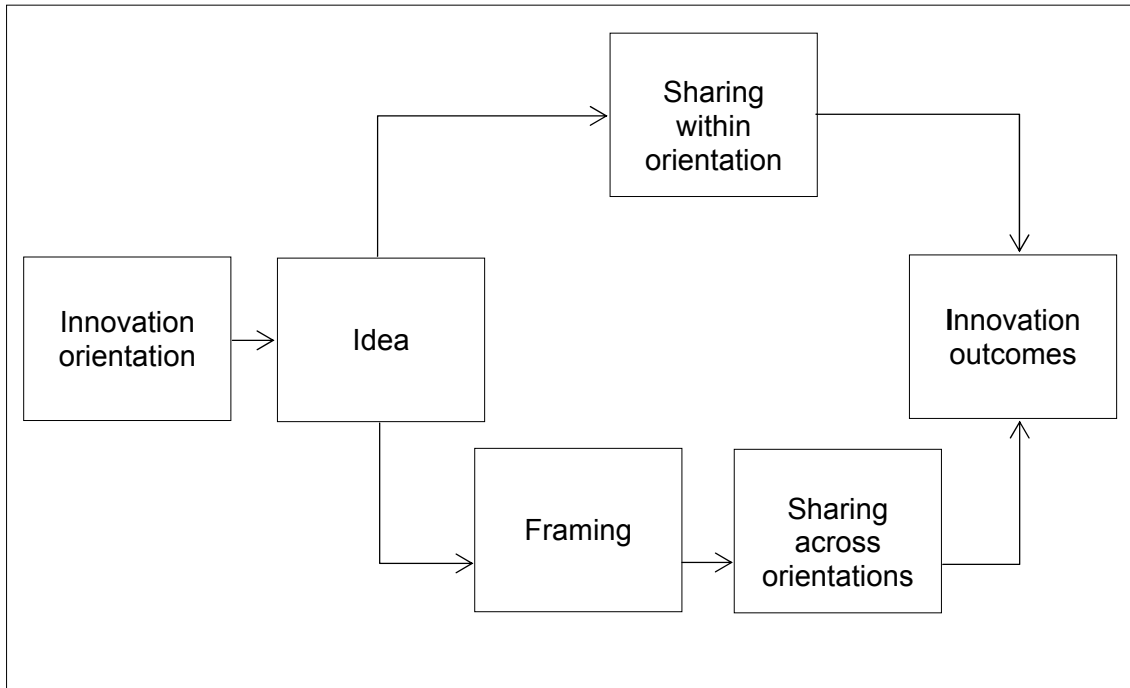 Sharing
within
orientation
Innovation
orientation
Idea
Innovation
outcomes
Framing
Sharing
across
orientations